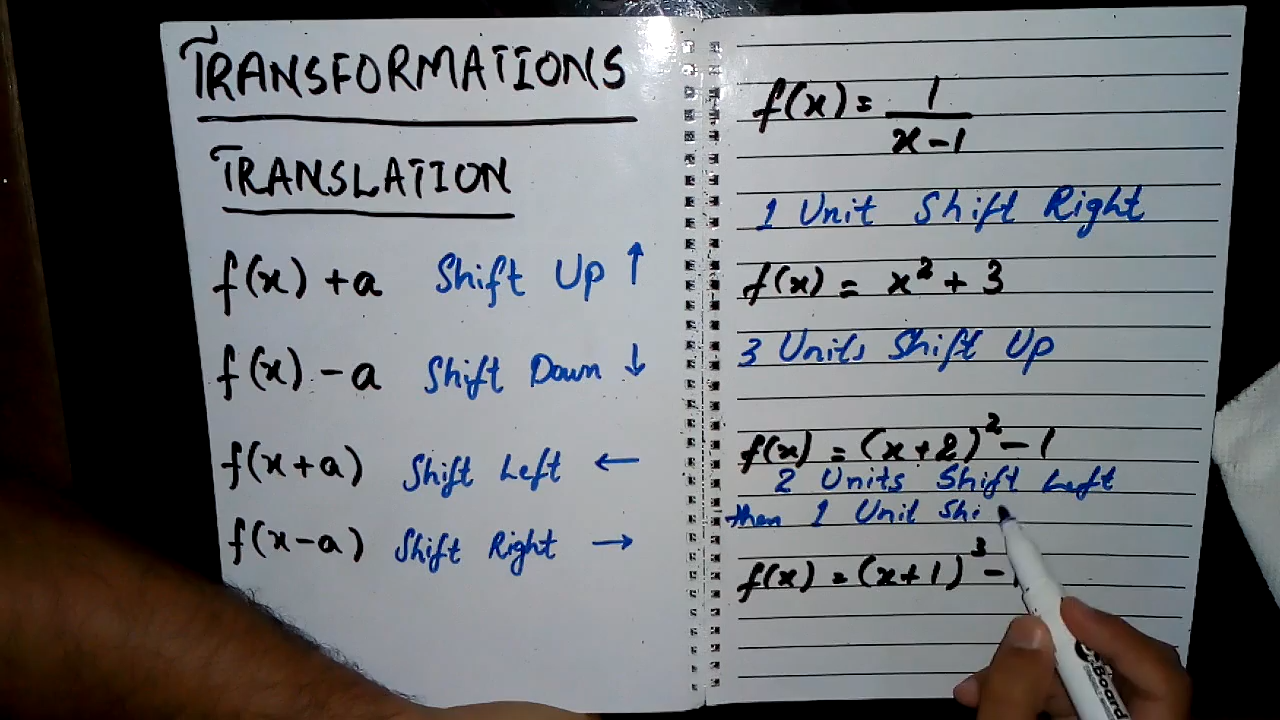 TRANSFORMATIONS
TRANSLATION
f(x) + a Shift Up ↑
f(x) - a Shift Down ↓
f(x+a) Shift Left ←
f(x-a) Shift Right →
f(x) = 1/(x-1)
1 Unit Shift Right
f(x) = x² + 3
3 Units Shift Up
f(x) = (x+2)² - 1
2 Units Shift Left
then 1 Unit Shi
f(x) = (x+1)³ -
Board